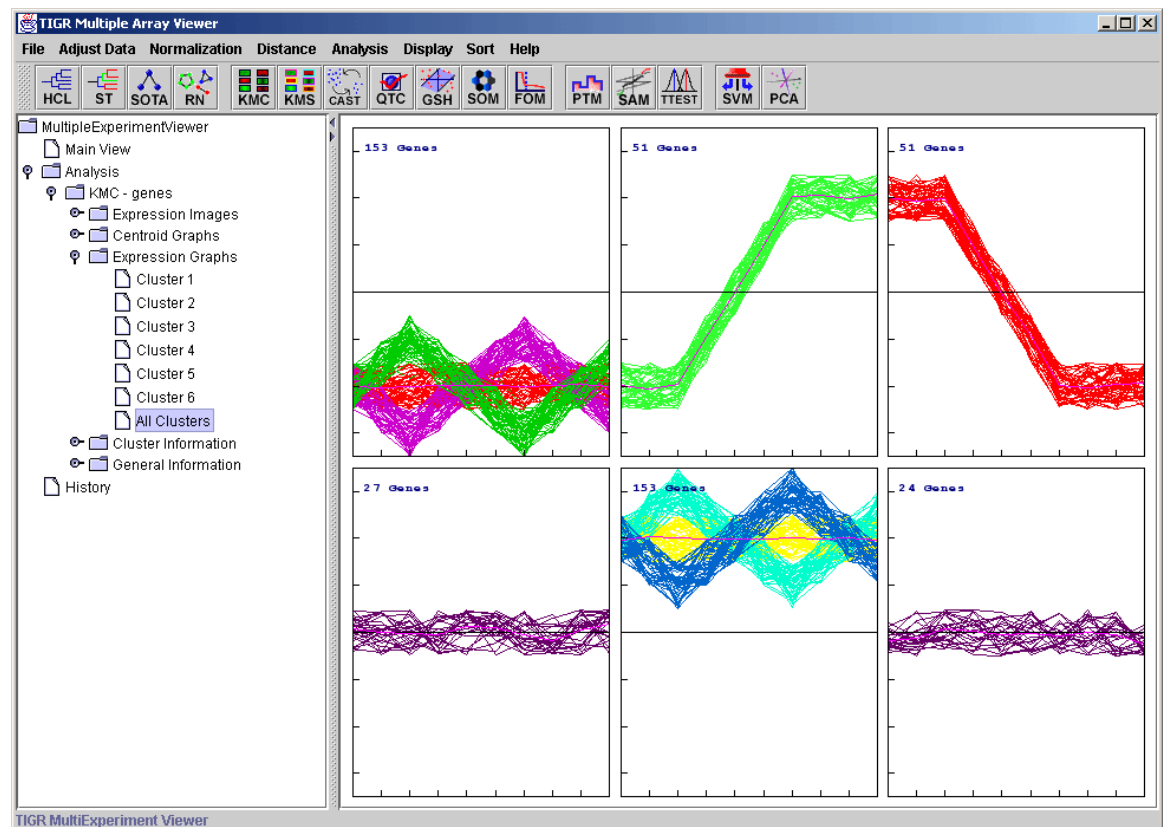 TIGR Multiple Array Viewer
File Adjust Data Normalization Distance Analysis Display Sort Help
HCL ST SOTA RN KMC KMS CAST QTC GSH SOM FOM PTM SAM TTEST SVM PCA
MultipleExperimentViewer
Main View
Analysis
KMC - genes
Expression Images
Centroid Graphs
Expression Graphs
Cluster 1
Cluster 2
Cluster 3
Cluster 4
Cluster 5
Cluster 6
All Clusters
Cluster Information
General Information
History
153 Genes
51 Genes
51 Genes
27 Genes
153 Genes
24 Genes
TIGR MultiExperiment Viewer